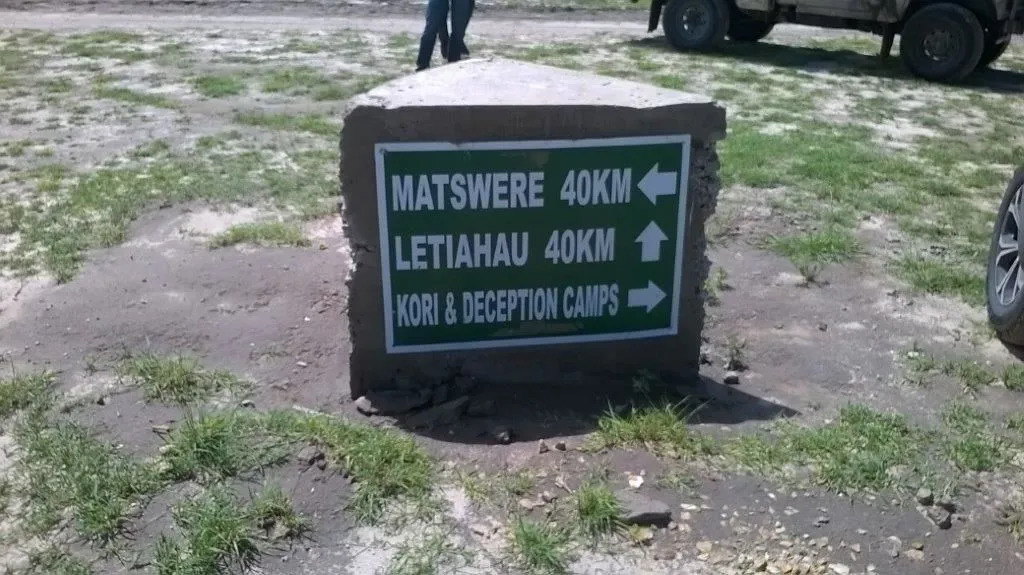 MATSWERE 40KM ←
LETIAHAU 40KM ↑
KORI & DECEPTION CAMPS →